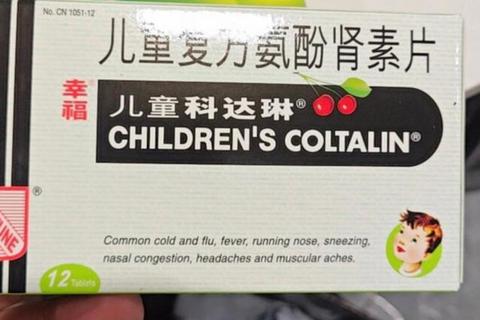 No. CN 1051-12
儿童复方氨酚肾素片
幸福®
儿童科达琳®
CHILDREN'S COLTALIN®
®
Common cold and flu, fever, running nose, sneezing,
nasal congestion, headaches and muscular aches.
12 Tablets